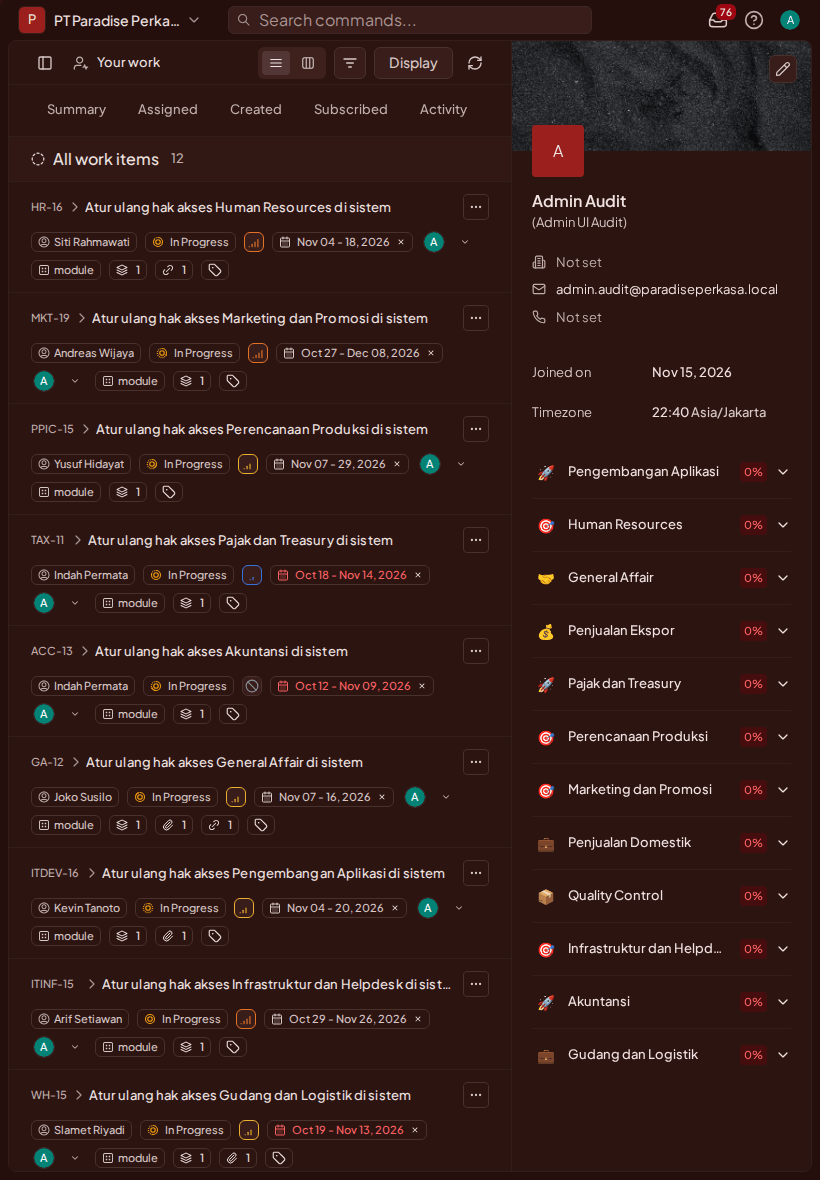 P PT Paradise Perka... Search commands... 76 A
Your work Display
Summary Assigned Created Subscribed Activity
All work items 12
HR-16 Atur ulang hak akses Human Resources di sistem
Siti Rahmawati In Progress Nov 04 - 18, 2026 A
module 1 1
MKT-19 Atur ulang hak akses Marketing dan Promosi di sistem
Andreas Wijaya In Progress Oct 27 - Dec 08, 2026
A module 1
PPIC-15 Atur ulang hak akses Perencanaan Produksi di sistem
Yusuf Hidayat In Progress Nov 07 - 29, 2026 A
module 1
TAX-11 Atur ulang hak akses Pajak dan Treasury di sistem
Indah Permata In Progress Oct 18 - Nov 14, 2026
A module 1
ACC-13 Atur ulang hak akses Akuntansi di sistem
Indah Permata In Progress Oct 12 - Nov 09, 2026
A module 1
GA-12 Atur ulang hak akses General Affair di sistem
Joko Susilo In Progress Nov 07 - 16, 2026 A
module 1 1 1
ITDEV-16 Atur ulang hak akses Pengembangan Aplikasi di sistem
Kevin Tanoto In Progress Nov 04 - 20, 2026 A
module 1 1
ITINF-15 Atur ulang hak akses Infrastruktur dan Helpdesk di sist...
Arif Setiawan In Progress Oct 29 - Nov 26, 2026
A module 1
WH-15 Atur ulang hak akses Gudang dan Logistik di sistem
Slamet Riyadi In Progress Oct 19 - Nov 13, 2026
A module 1 1
A
Admin Audit
(Admin UI Audit)
Not set
admin.audit@paradiseperkasa.local
Not set
Joined on Nov 15, 2026
Timezone 22:40 Asia/Jakarta
Pengembangan Aplikasi 0%
Human Resources 0%
General Affair 0%
Penjualan Ekspor 0%
Pajak dan Treasury 0%
Perencanaan Produksi 0%
Marketing dan Promosi 0%
Penjualan Domestik 0%
Quality Control 0%
Infrastruktur dan Helpd... 0%
Akuntansi 0%
Gudang dan Logistik 0%